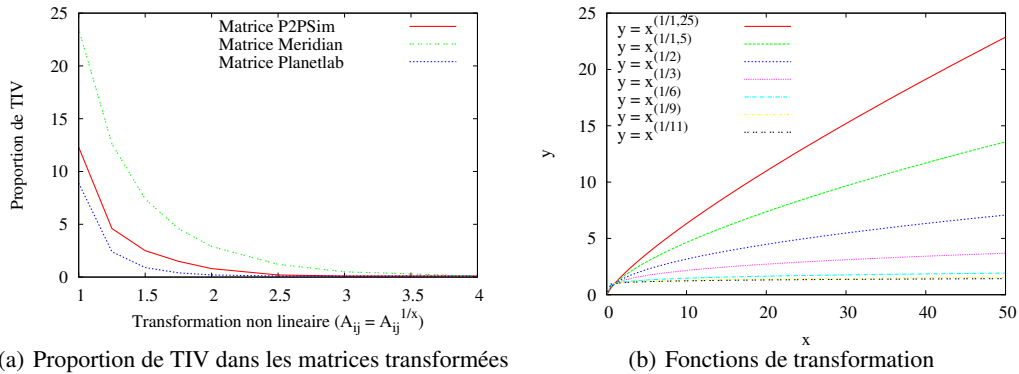 25
20
15
10
5
0
Proportion de TIV
Matrice P2PSim
Matrice Meridian
Matrice Planetlab
1 1.5 2 2.5 3 3.5 4
Transformation non lineaire (A_ij = A_ij^1/x)
(a) Proportion de TIV dans les matrices transformées
25
20
15
10
5
0
y
y = x^(1/1,25)
y = x^(1/1,5)
y = x^(1/2)
y = x^(1/3)
y = x^(1/6)
y = x^(1/9)
y = x^(1/11)
0 10 20 30 40 50
x
(b) Fonctions de transformation